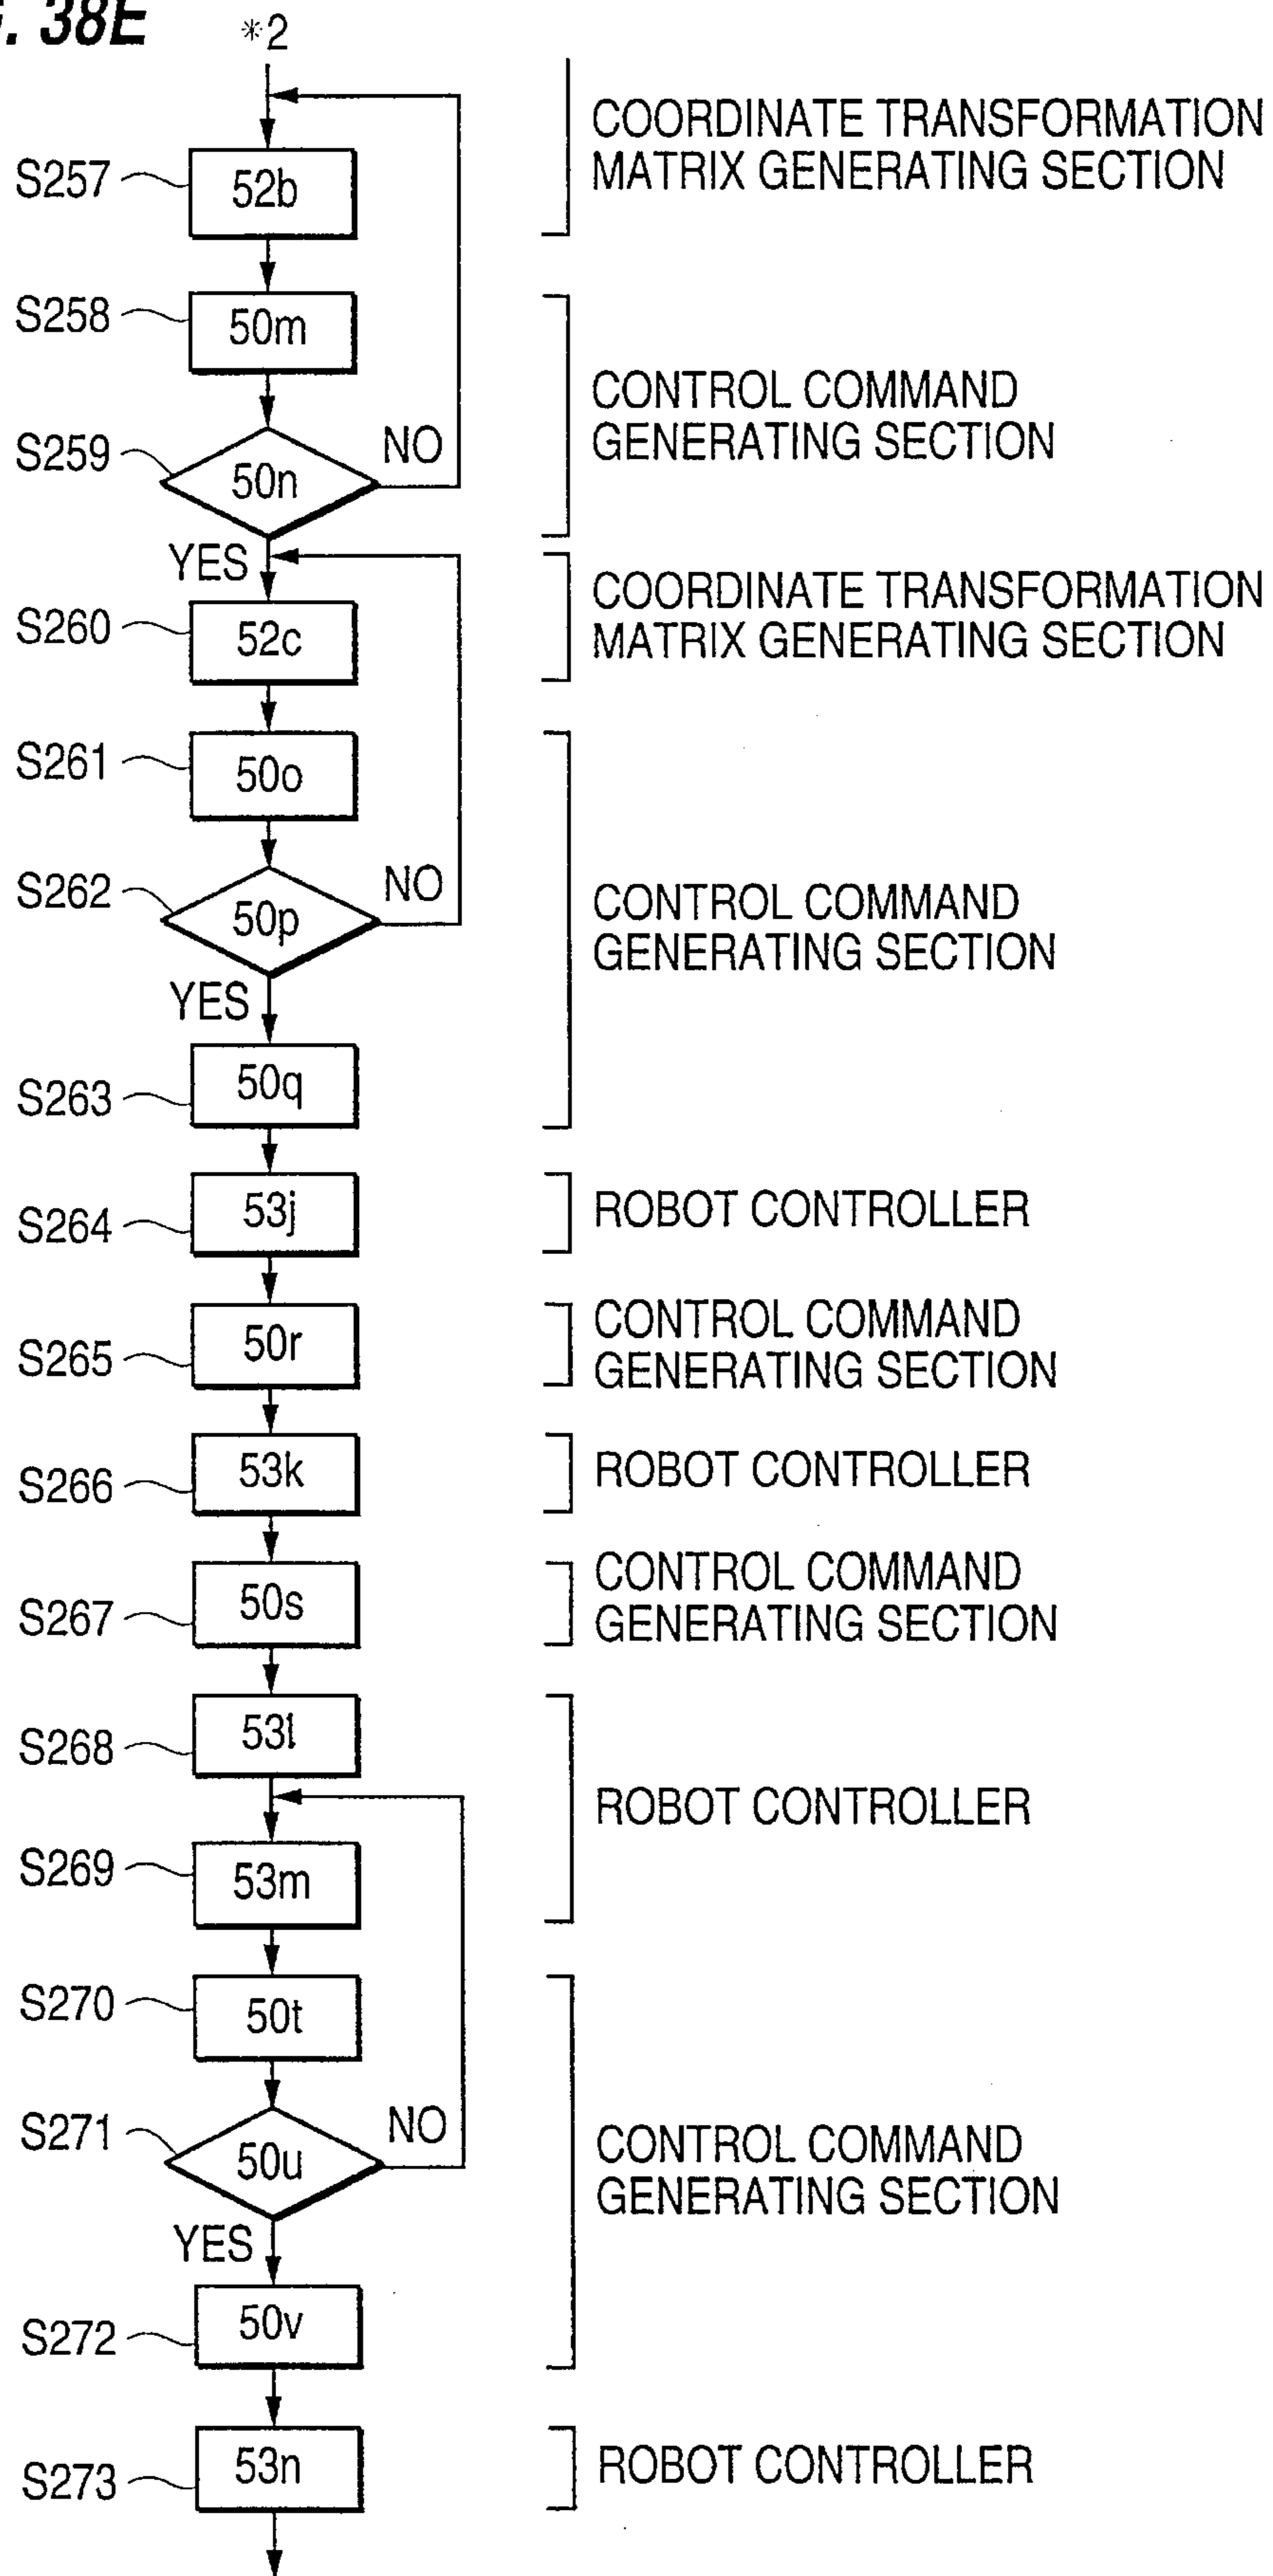 . 38E
*2
COORDINATE TRANSFORMATION
MATRIX GENERATING SECTION
S257
52b
S258
50m
CONTROL COMMAND
GENERATING SECTION
S259
50n
NO
YES
COORDINATE TRANSFORMATION
MATRIX GENERATING SECTION
S260
52c
S261
50o
S262
50p
NO
CONTROL COMMAND
GENERATING SECTION
YES
S263
50q
S264
53j
ROBOT CONTROLLER
S265
50r
CONTROL COMMAND
GENERATING SECTION
S266
53k
ROBOT CONTROLLER
S267
50s
CONTROL COMMAND
GENERATING SECTION
S268
53l
ROBOT CONTROLLER
S269
53m
S270
50t
S271
50u
NO
CONTROL COMMAND
GENERATING SECTION
YES
S272
50v
S273
53n
ROBOT CONTROLLER